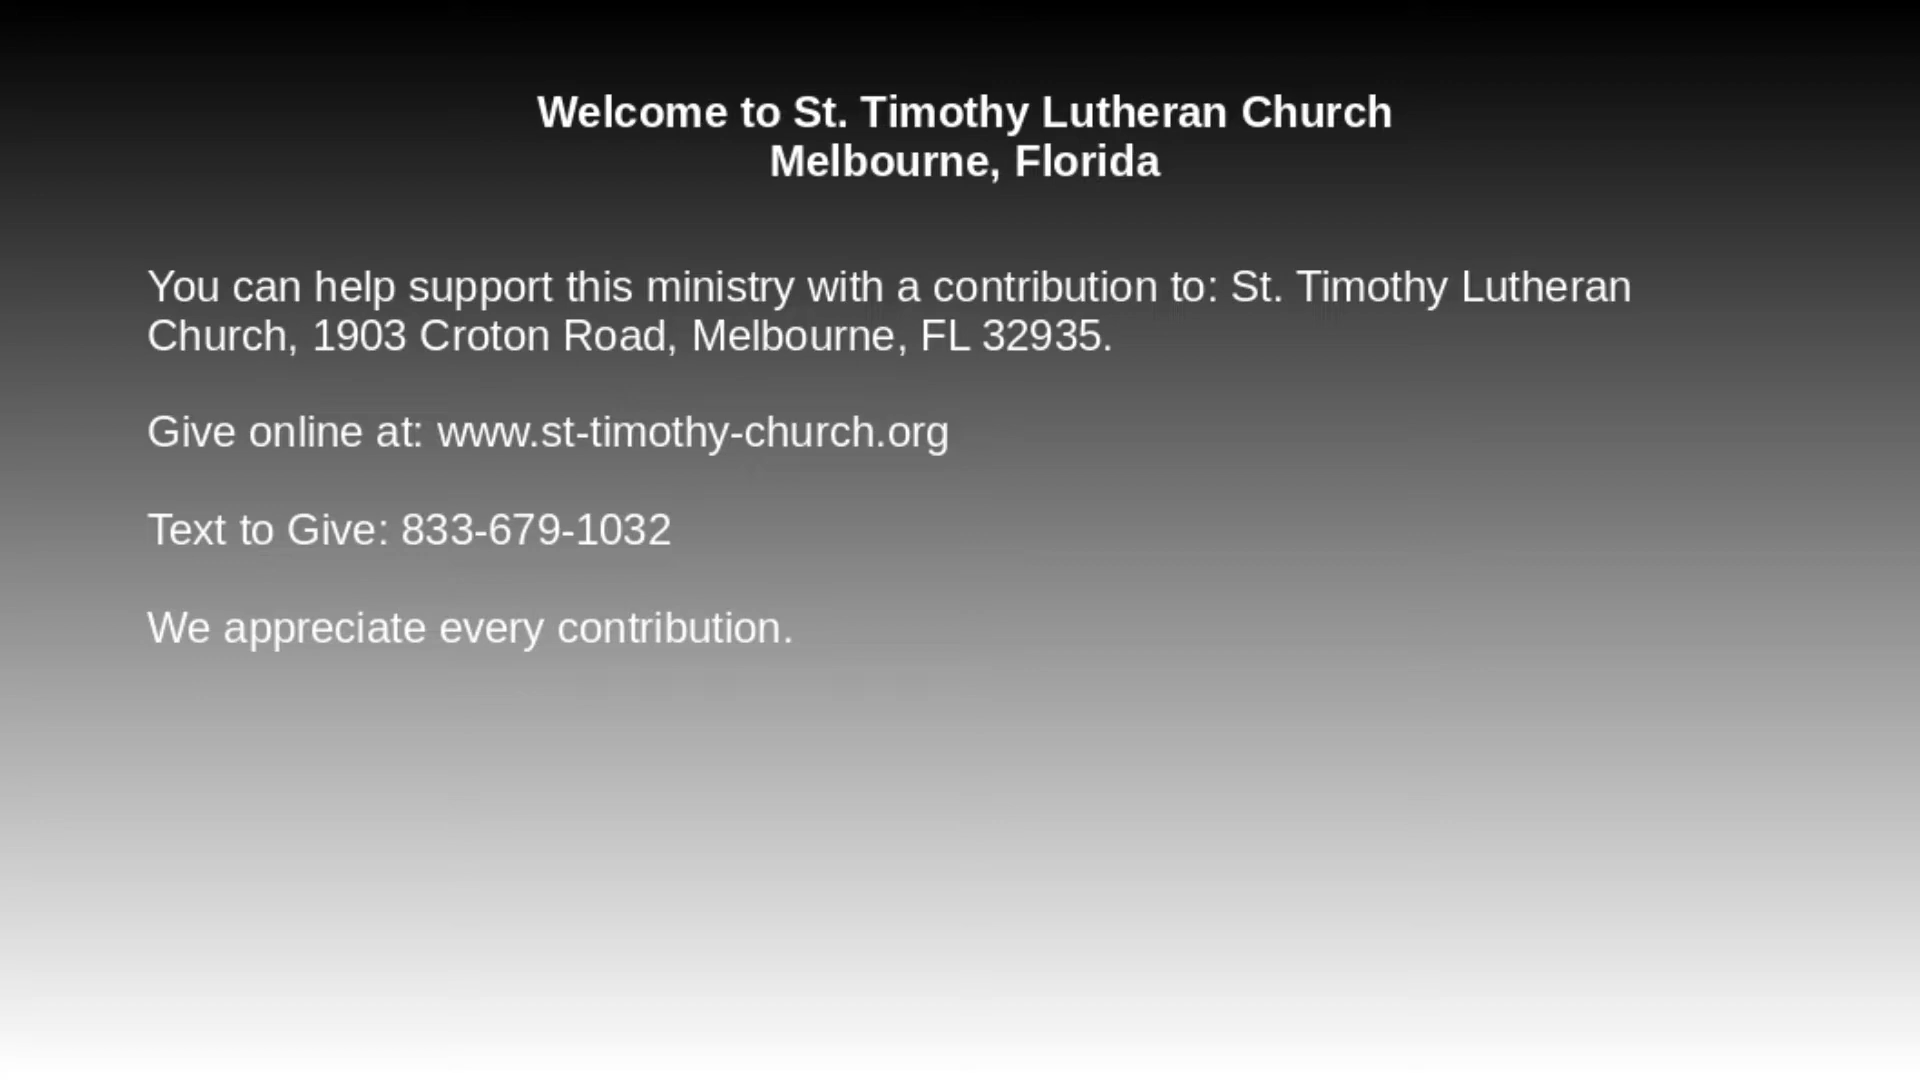 Welcome to St. Timothy Lutheran Church
Melbourne, Florida
You can help support this ministry with a contribution to: St. Timothy Lutheran
Church, 1903 Croton Road, Melbourne, FL 32935.
Give online at: www.st-timothy-church.org
Text to Give: 833-679-1032
We appreciate every contribution.